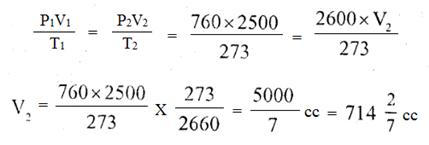 P₁V₁/T₁ = P₂V₂/T₂ = 760×2500/273 = 2600×V₂/273
V₂ = 760×2500/273 X 273/2660 = 5000/7 cc = 714 2/7 cc